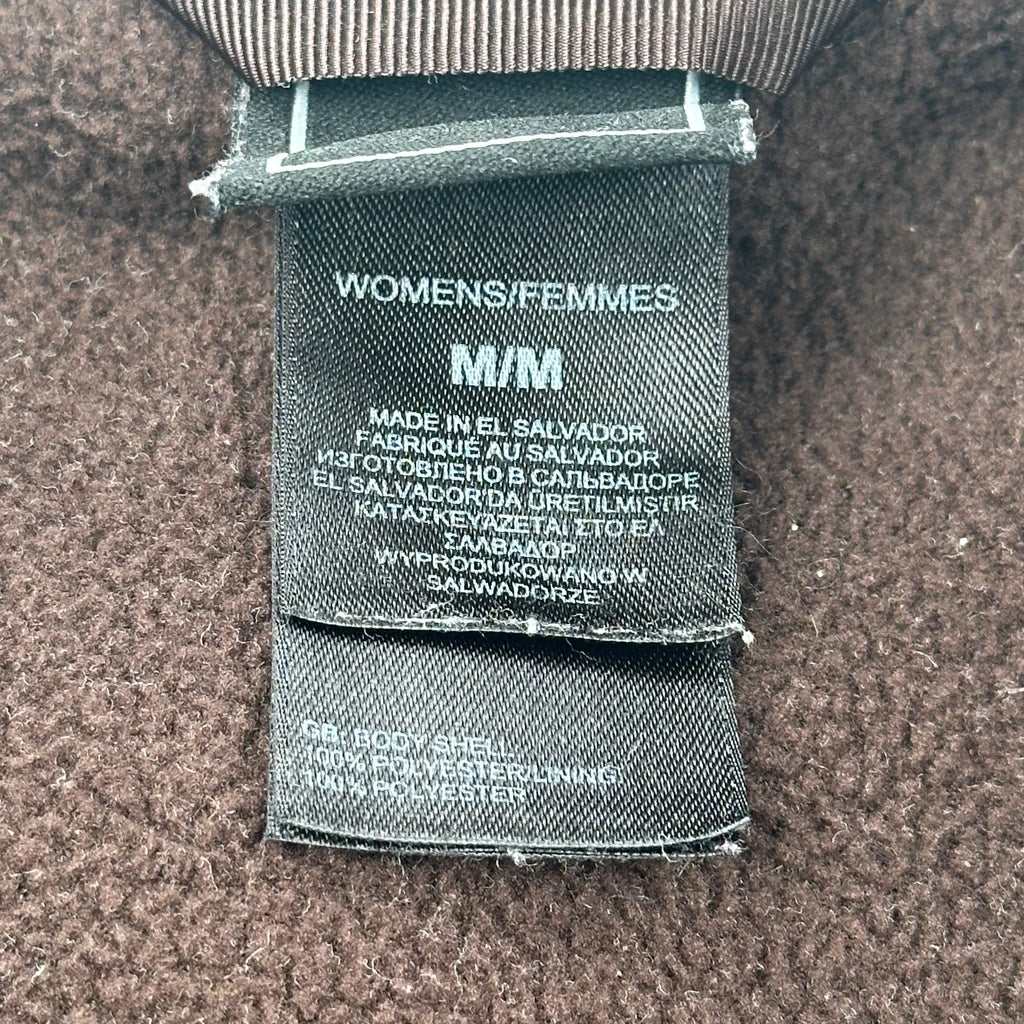 WOMENS/FEMMES
M/M
MADE IN EL SALVADOR
FABRIQUÉ AU SALVADOR
ИЗГОТОВЛЕНО В САЛЬВАДОРЕ
EL SALVADOR'DA ÜRETILMISTIR
ΚΑΤΑΣΚΕΥΑΖΕΤΑΙ ΣΤΟ ΕΛ
ΣΑΛΒΑΔΟΡ
WYPRODUKOWANO W
SALWADORZE
GB, BODY SHELL
100% POLYESTER/LINING
100% POLYESTER